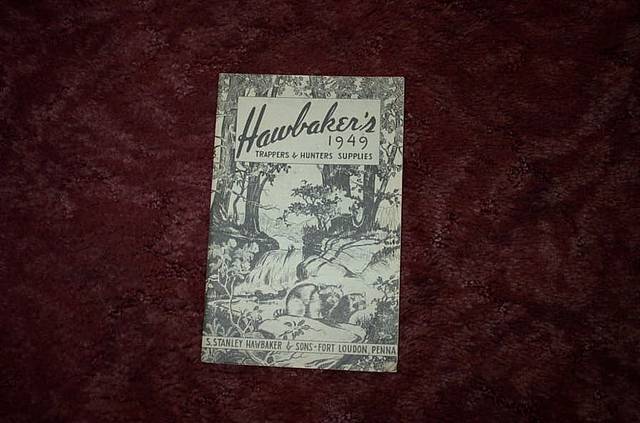 Hawbaker's
1949
TRAPPERS & HUNTERS SUPPLIES
S. STANLEY HAWBAKER & SONS - FORT LOUDON, PENNA